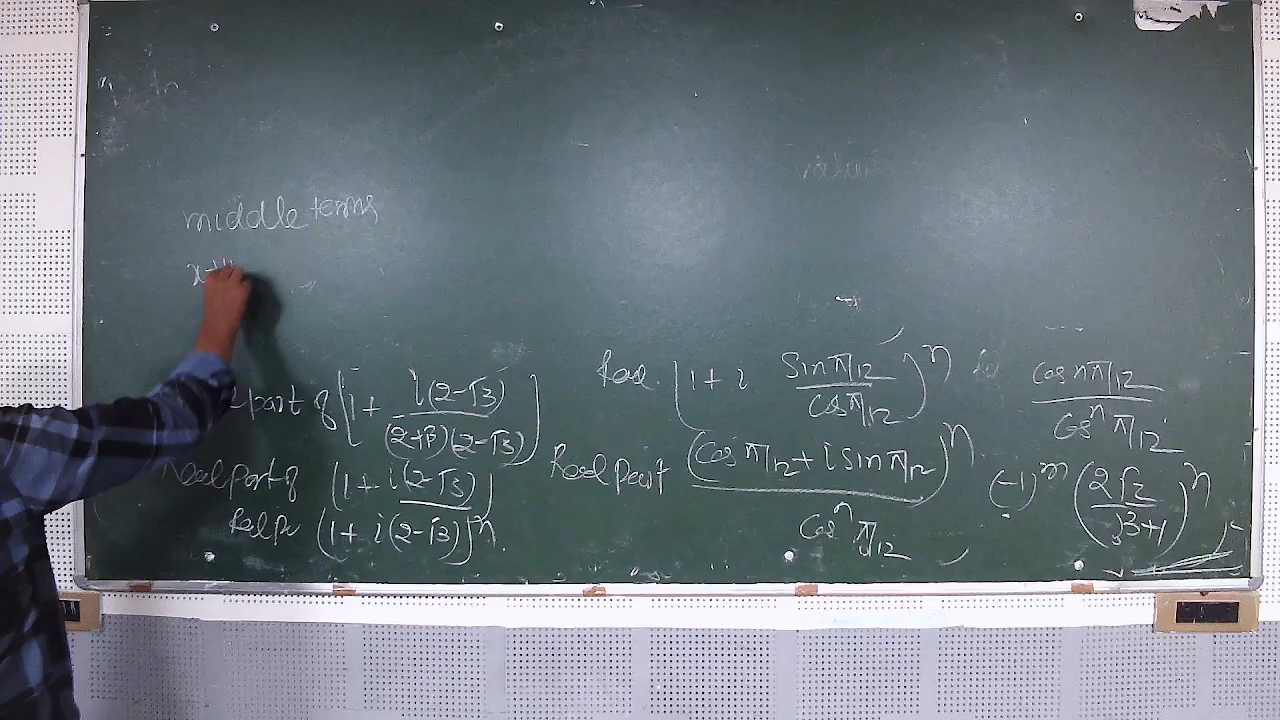 value
middle terms
x+y
part of [1 + i(2-√3) / (2+√3)(2-√3)]
Real part of (1 + i(2-√3))
Real pa (1 + i(2-√3))^n.
Real. (1 + i Sin π/12 / Cos π/12)^n
Cos nπ/12 / Cos^n π/12
Real part (Cos π/12 + i Sin π/12)^n / Cos^n π/12
(-1)^m (2√2 / √3+1)^n